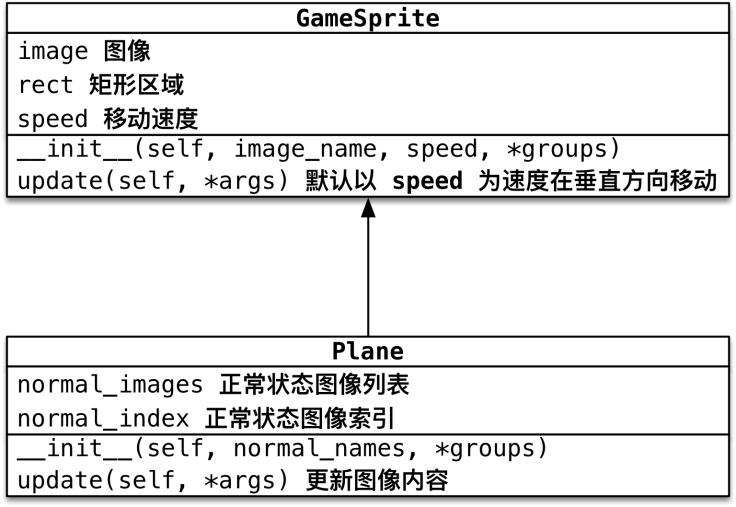 GameSprite
image 图像
rect 矩形区域
speed 移动速度
__init__(self, image_name, speed, *groups)
update(self, *args) 默认以 speed 为速度在垂直方向移动
Plane
normal_images 正常状态图像列表
normal_index 正常状态图像索引
__init__(self, normal_names, *groups)
update(self, *args) 更新图像内容